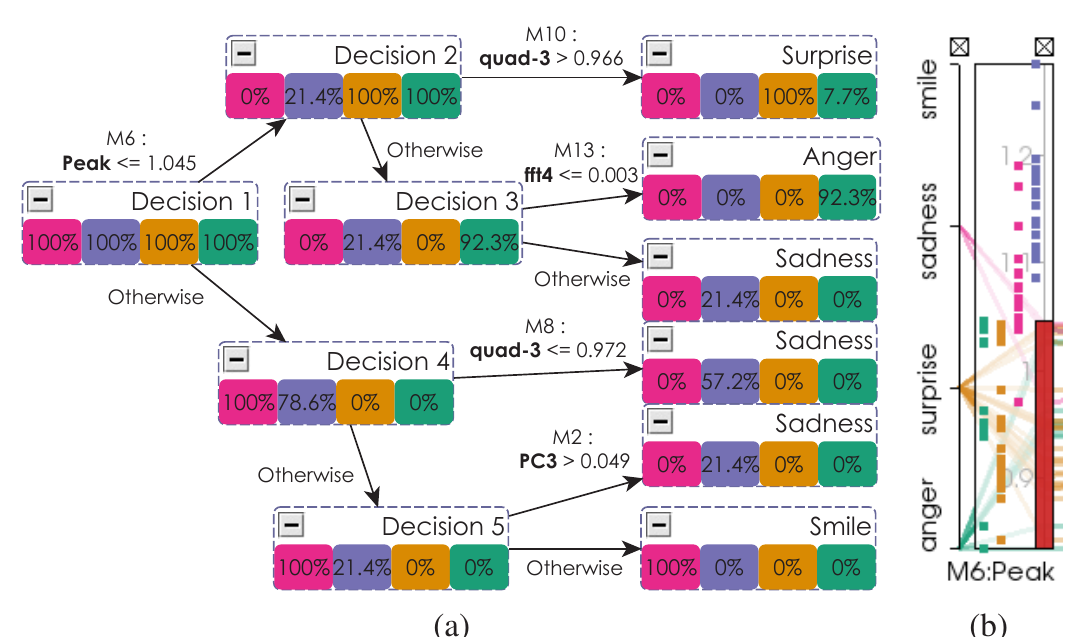 Decision 2
0% 21.4% 100% 100%
M10 :
quad-3 > 0.966
Surprise
0% 0% 100% 7.7%
M6 :
Peak <= 1.045
Otherwise
Decision 1
100% 100% 100% 100%
Decision 3
0% 21.4% 0% 92.3%
M13 :
fft4 <= 0.003
Anger
0% 0% 0% 92.3%
Otherwise
Sadness
0% 21.4% 0% 0%
Otherwise
Decision 4
100% 78.6% 0% 0%
M8 :
quad-3 <= 0.972
Sadness
0% 57.2% 0% 0%
Otherwise
M2 :
PC3 > 0.049
Sadness
0% 21.4% 0% 0%
Decision 5
100% 21.4% 0% 0%
Otherwise
Smile
100% 0% 0% 0%
(a)
smile
sadness
surprise
anger
1.2
1.1
1
0.9
M6:Peak
(b)